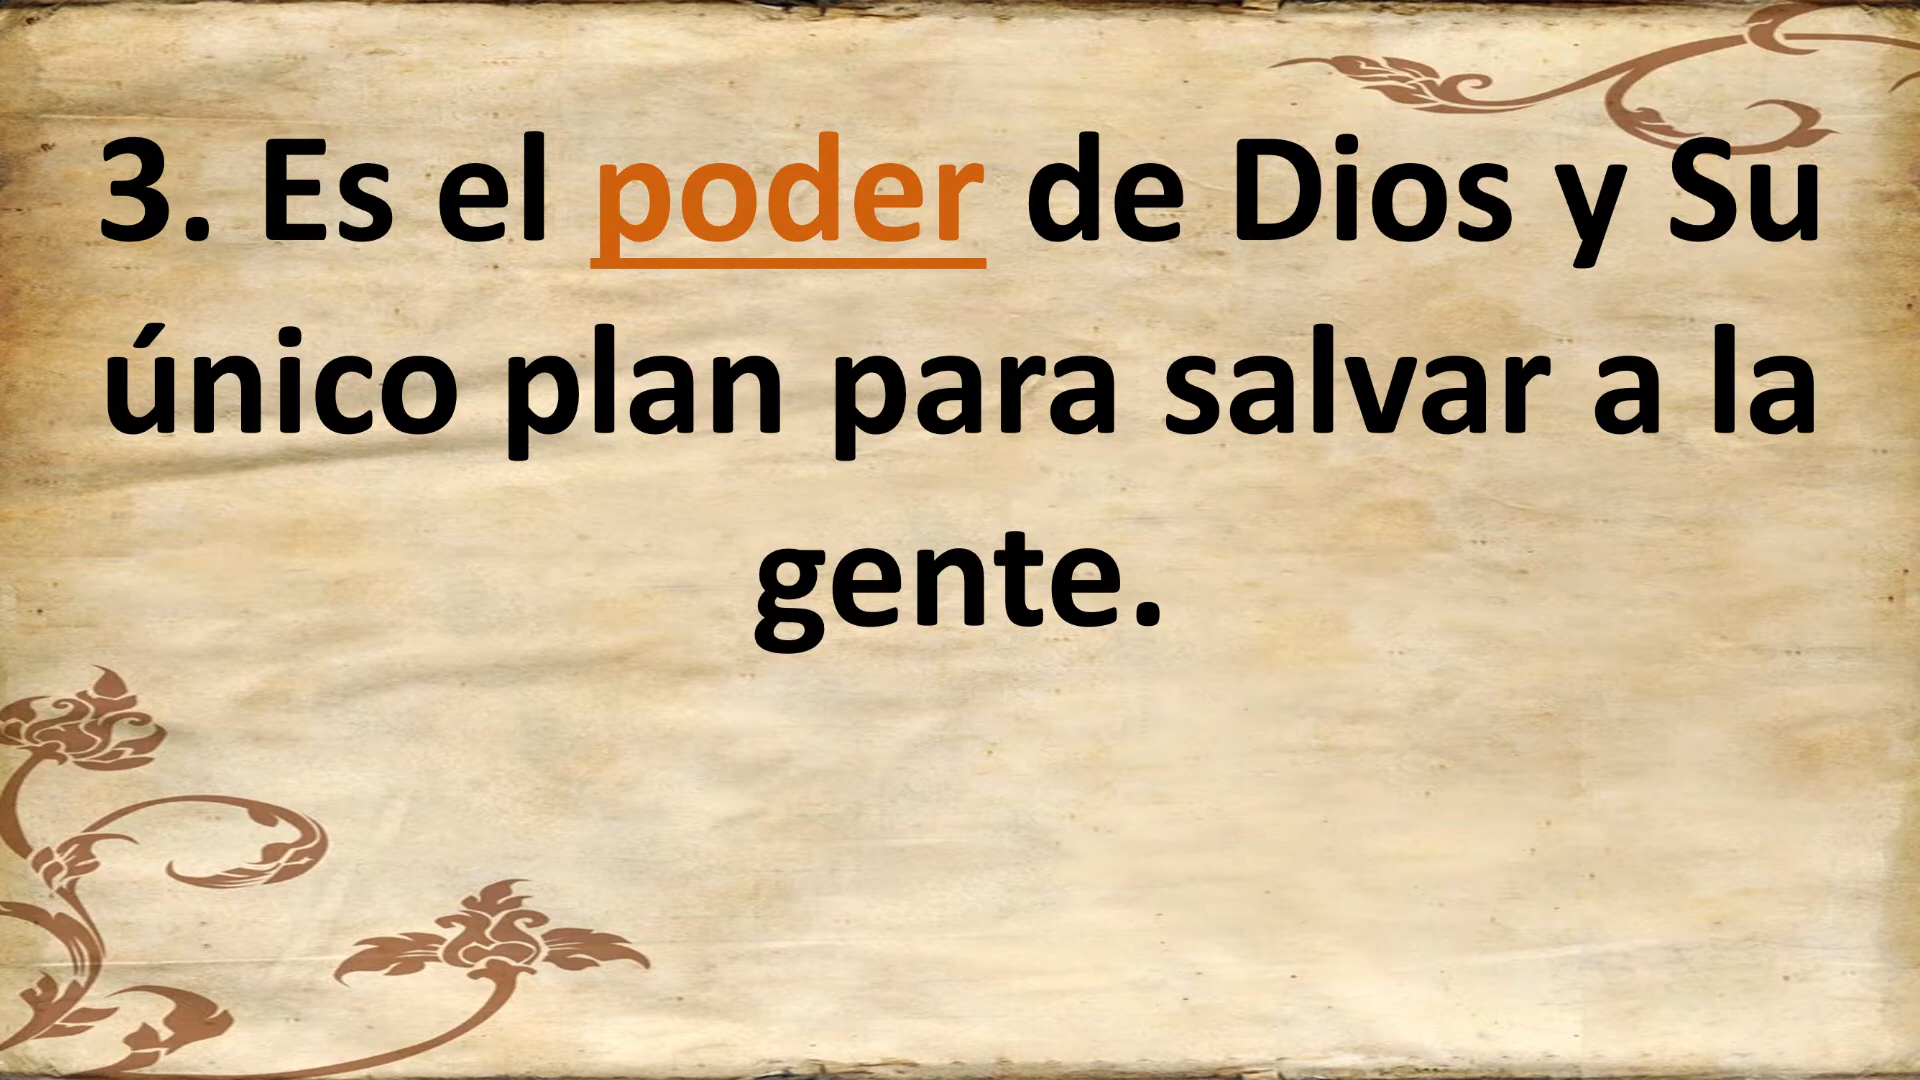 3. Es el poder de Dios y Su
único plan para salvar a la
gente.